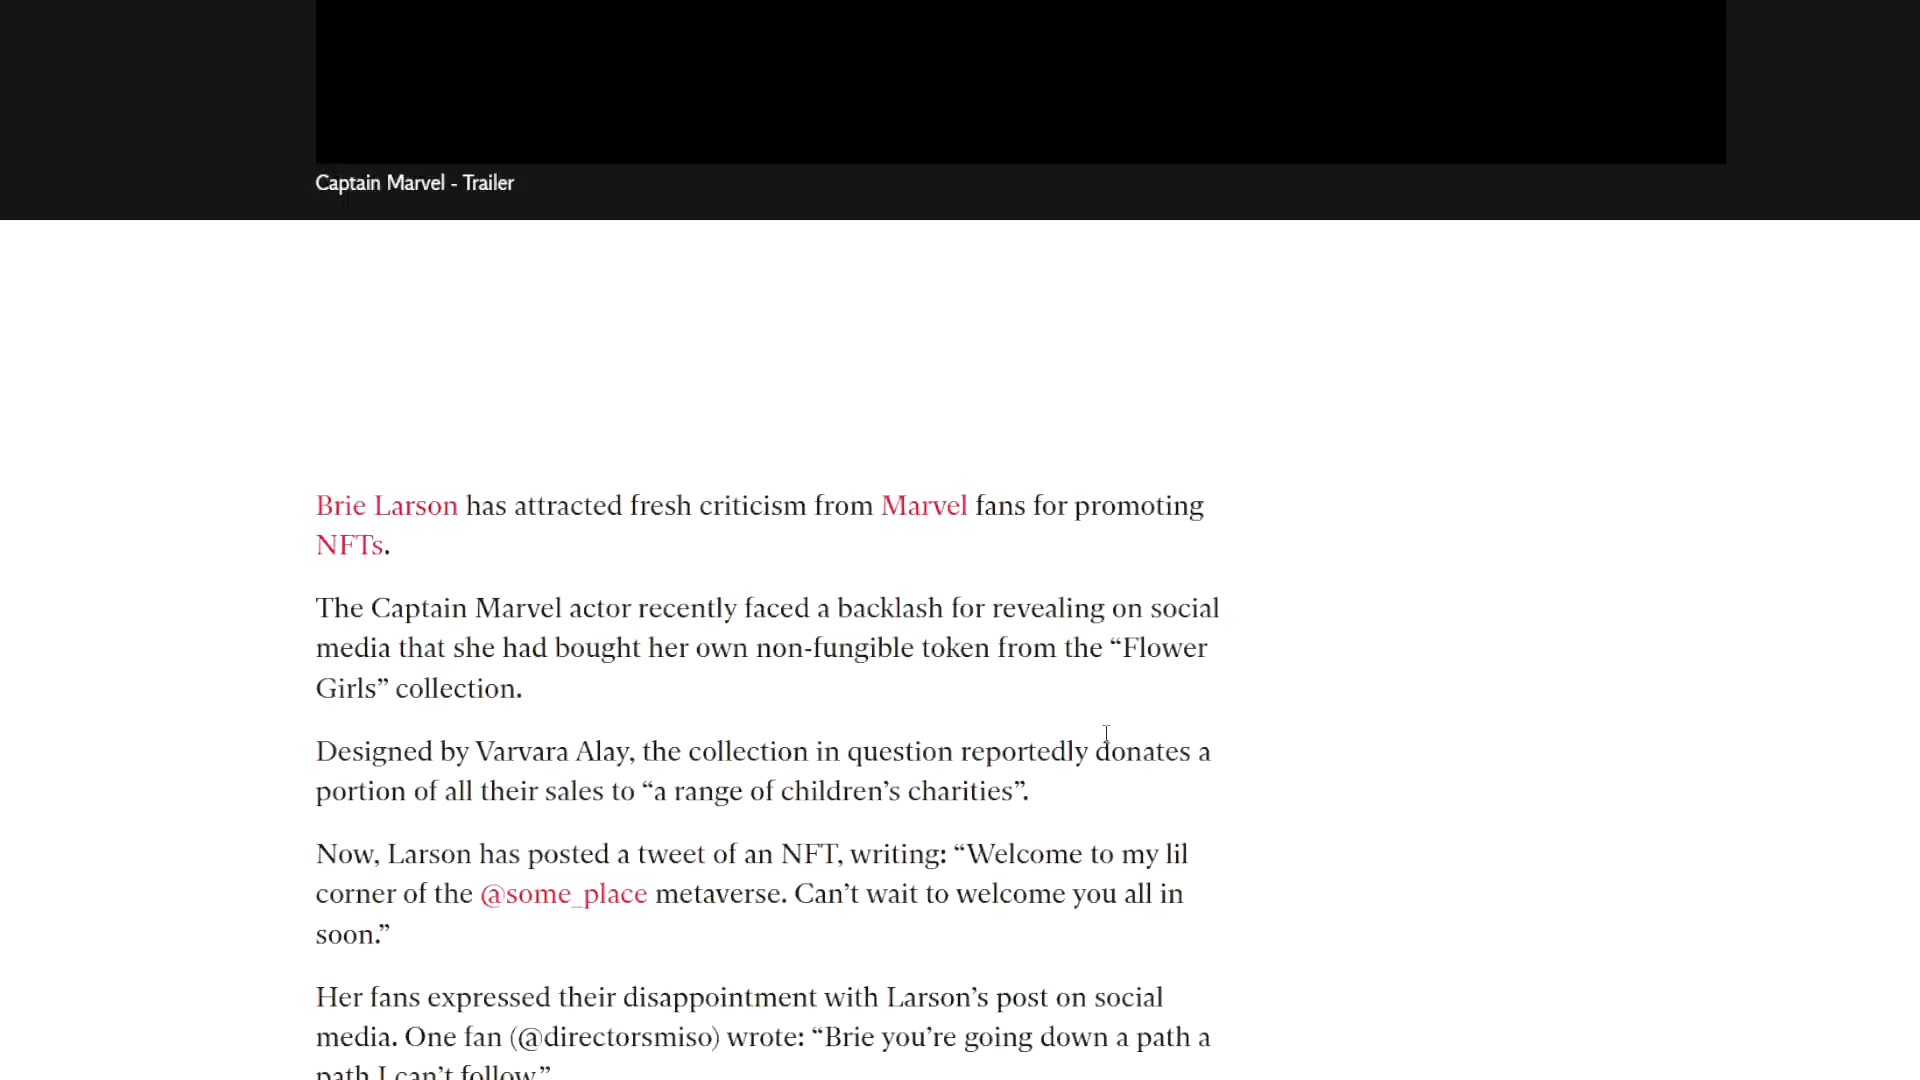 Captain Marvel - Trailer
Brie Larson has attracted fresh criticism from Marvel fans for promoting
NFTs.
The Captain Marvel actor recently faced a backlash for revealing on social
media that she had bought her own non-fungible token from the “Flower
Girls” collection.
Designed by Varvara Alay, the collection in question reportedly donates a
portion of all their sales to “a range of children’s charities”.
Now, Larson has posted a tweet of an NFT, writing: “Welcome to my lil
corner of the @some_place metaverse. Can’t wait to welcome you all in
soon.”
Her fans expressed their disappointment with Larson’s post on social
media. One fan (@directorsmiso) wrote: “Brie you’re going down a path a
path I can’t follow.”